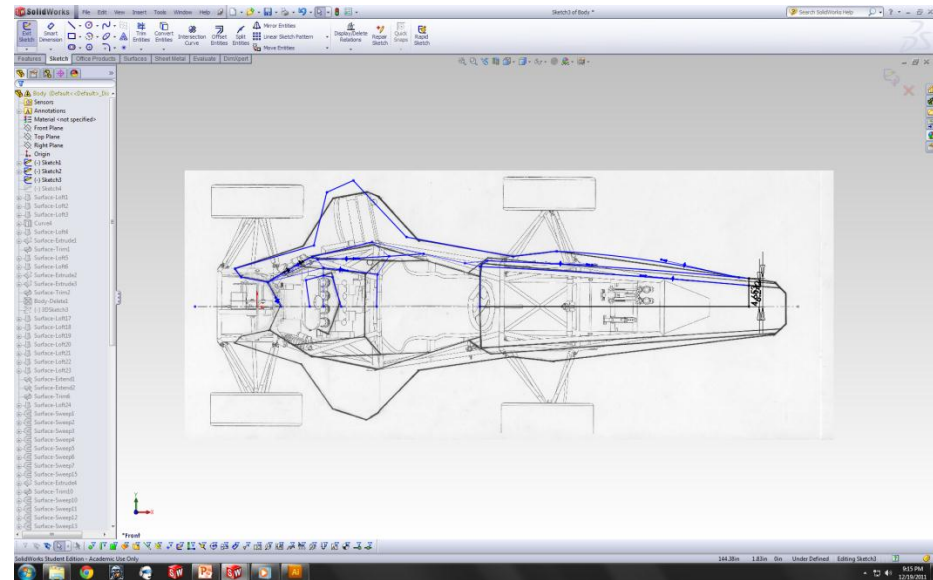 SolidWorks File Edit View Insert Tools Window Help
Sketch3 of Body *
Search SolidWorks Help
Exit Sketch
Smart Dimension
Trim Entities
Convert Entities
Intersection Curve
Offset Entities
Split Entities
Mirror Entities
Linear Sketch Pattern
Move Entities
Display/Delete Relations
Repair Sketch
Quick Snaps
Rapid Sketch
Features Sketch Office Products Surfaces Sheet Metal Evaluate DimXpert
Sensors
Annotations
Material <not specified>
Front Plane
Top Plane
Right Plane
Origin
(-) Sketch1
(-) Sketch2
(-) Sketch3
(-) Sketch4
Surface-Loft1
Surface-Loft2
Surface-Loft3
Surface-Loft4
Surface-Extrude1
Surface-Trim1
Surface-Loft5
Surface-Loft6
Surface-Extrude2
Surface-Extrude3
Surface-Trim2
Body-Delete1
(-) 3DSketch3
Surface-Loft17
Surface-Loft18
Surface-Loft19
Surface-Loft20
Surface-Loft21
Surface-Loft22
Surface-Loft23
Surface-Extend1
Surface-Extend2
Surface-Loft24
Surface-Sweep1
Surface-Sweep2
Surface-Sweep3
Surface-Sweep4
Surface-Sweep5
Surface-Sweep6
Surface-Sweep7
Surface-Sweep15
Surface-Extrude4
Surface-Trim10
Surface-Sweep10
Surface-Sweep11
Surface-Sweep12
Surface-Sweep13
*Front
SolidWorks Student Edition - Academic Use Only
144.38in 1.83in 0in Under Defined Editing Sketch3
9:15 PM
12/19/2011